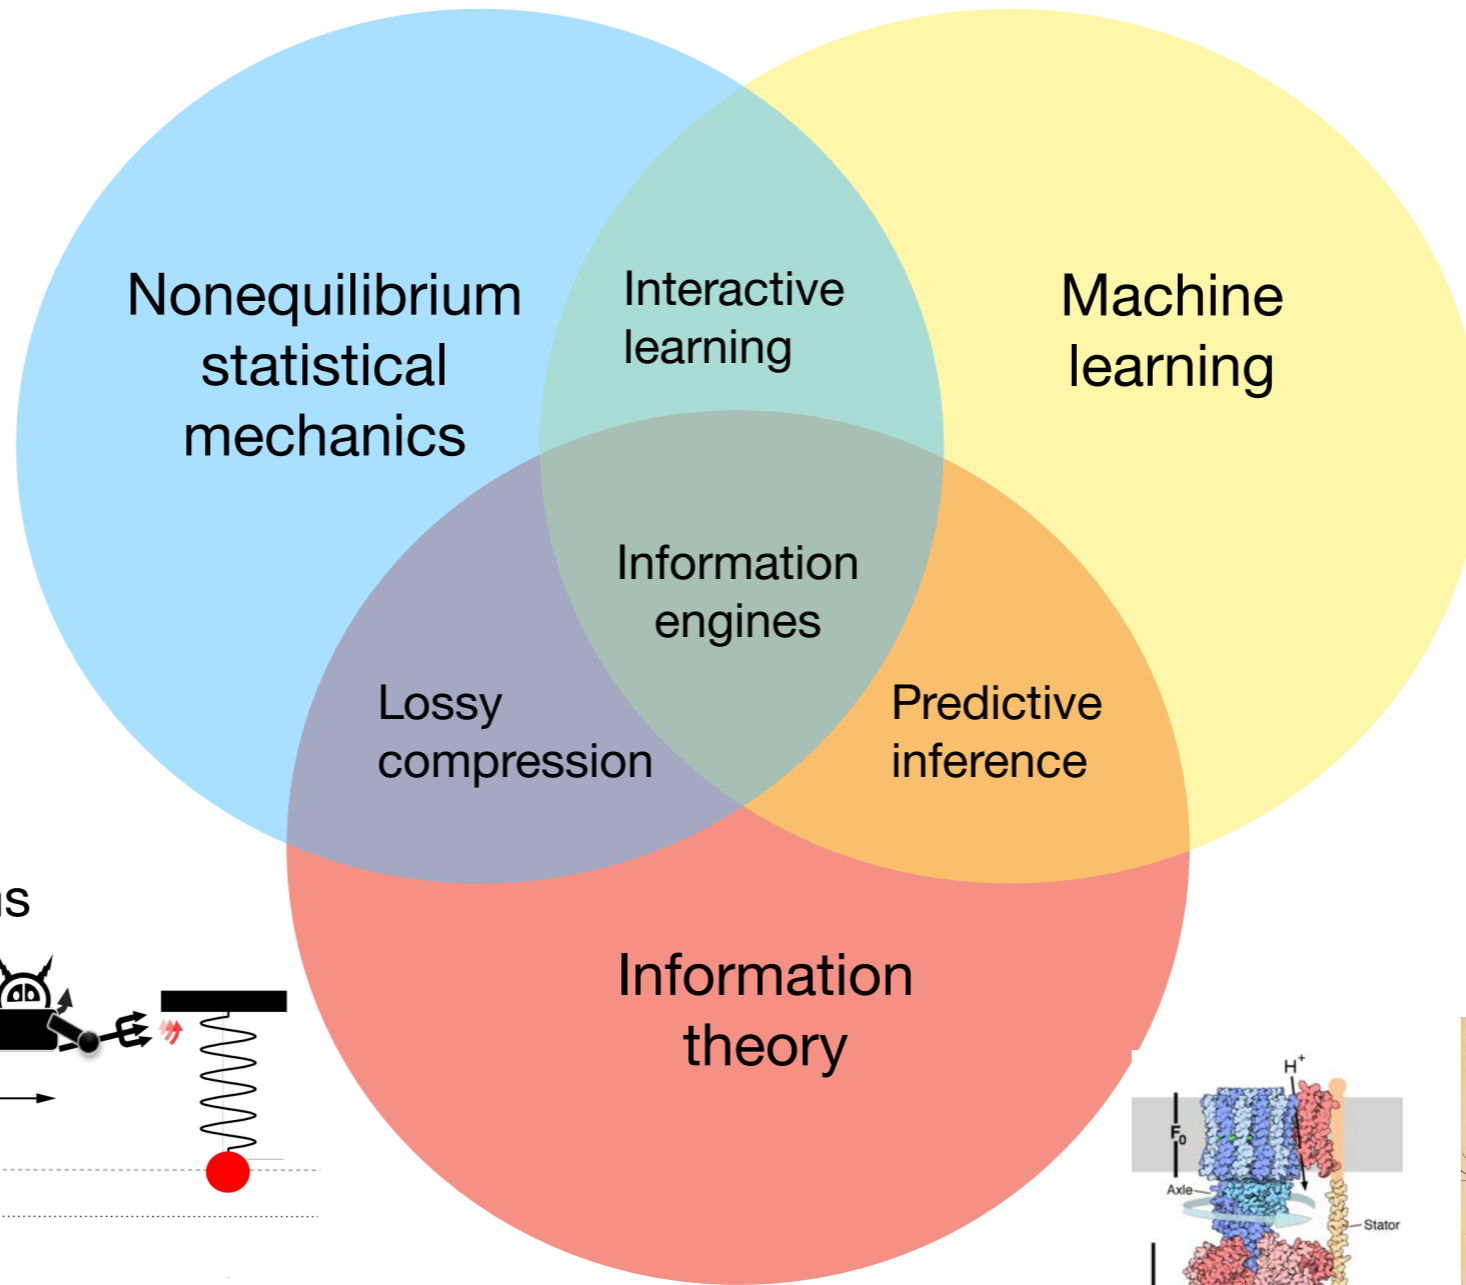 Nonequilibrium
statistical
mechanics
Interactive
learning
Machine
learning
Information
engines
Lossy
compression
Predictive
inference
Information
theory
H+
F0
Axle
Stator